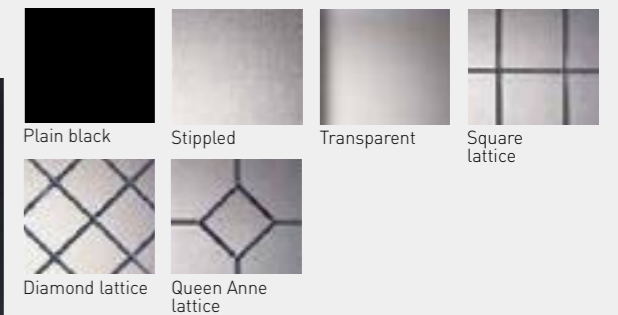 Plain black
Stippled
Transparent
Square
lattice
Diamond lattice
Queen Anne
lattice